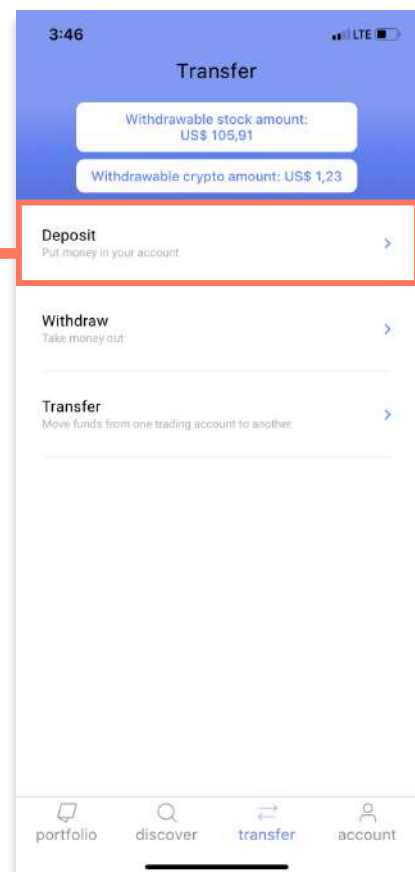 3:46 LTE
Transfer
Withdrawable stock amount:
US$ 105,91
Withdrawable crypto amount: US$ 1,23
Deposit
Put money in your account
Withdraw
Take money out
Transfer
Move funds from one trading account to another
portfolio discover transfer account